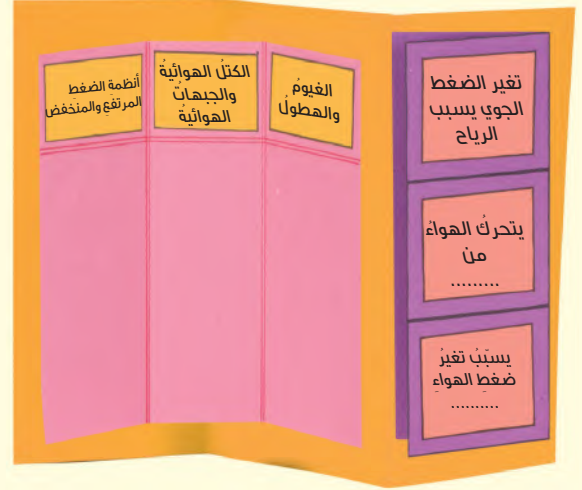 تغير الضغط
الجوي يسبب
الرياح
يتحركُ الهواءُ
من
.........
يسبّبُ تغيرُ
ضغطِ الهواءِ
..........
الغيومُ
والهطولُ
الكتلُ الهوائيةُ
والجبهاتُ
الهوائيةُ
أنظمةِ الضغط
المرتفعِ والمنخفض